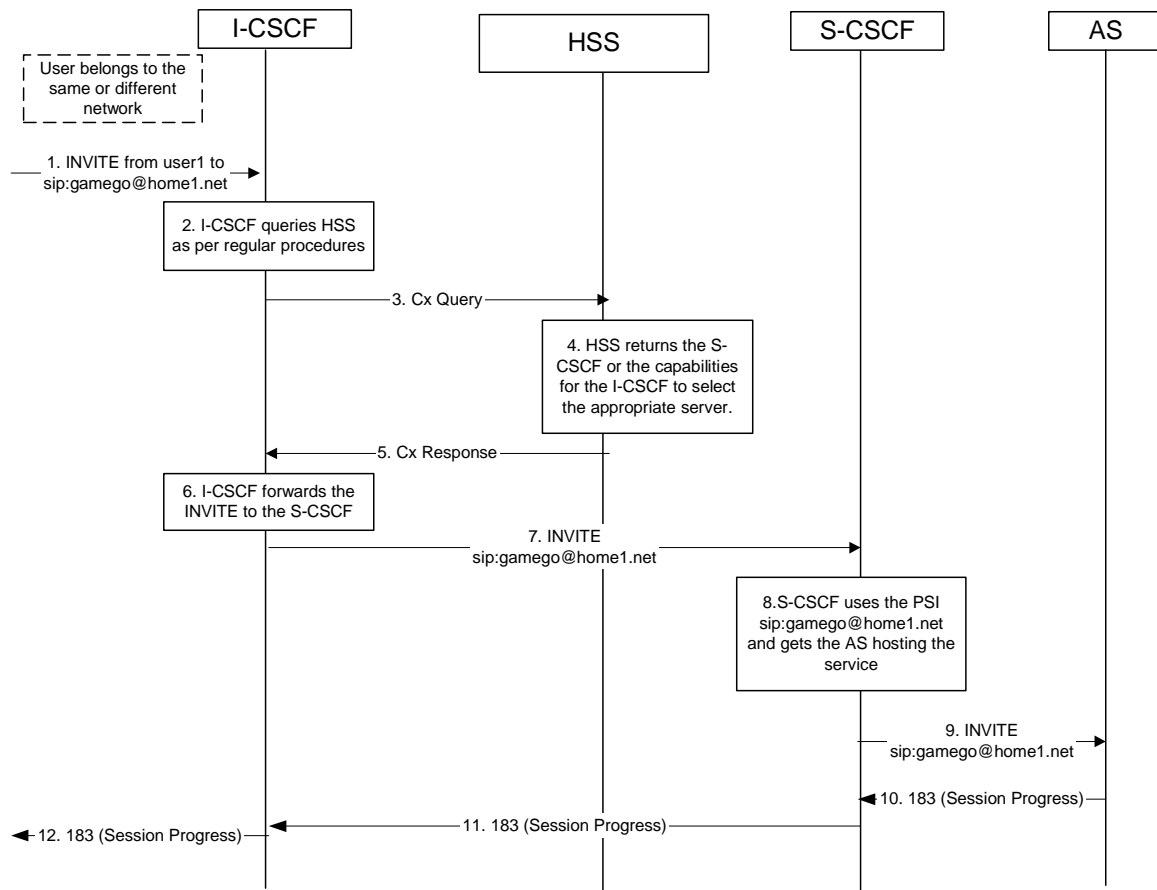 I-CSCF
HSS
S-CSCF
AS
User belongs to the
same or different
network
1. INVITE from user1 to
sip:gamego@home1.net
2. I-CSCF queries HSS
as per regular procedures
3. Cx Query
4. HSS returns the S-
CSCF or the capabilities
for the I-CSCF to select
the appropriate server.
5. Cx Response
6. I-CSCF forwards the
INVITE to the S-CSCF
7. INVITE
sip:gamego@home1.net
8.S-CSCF uses the PSI
sip:gamego@home1.net
and gets the AS hosting the
service
9. INVITE
sip:gamego@home1.net
10. 183 (Session Progress)
11. 183 (Session Progress)
12. 183 (Session Progress)